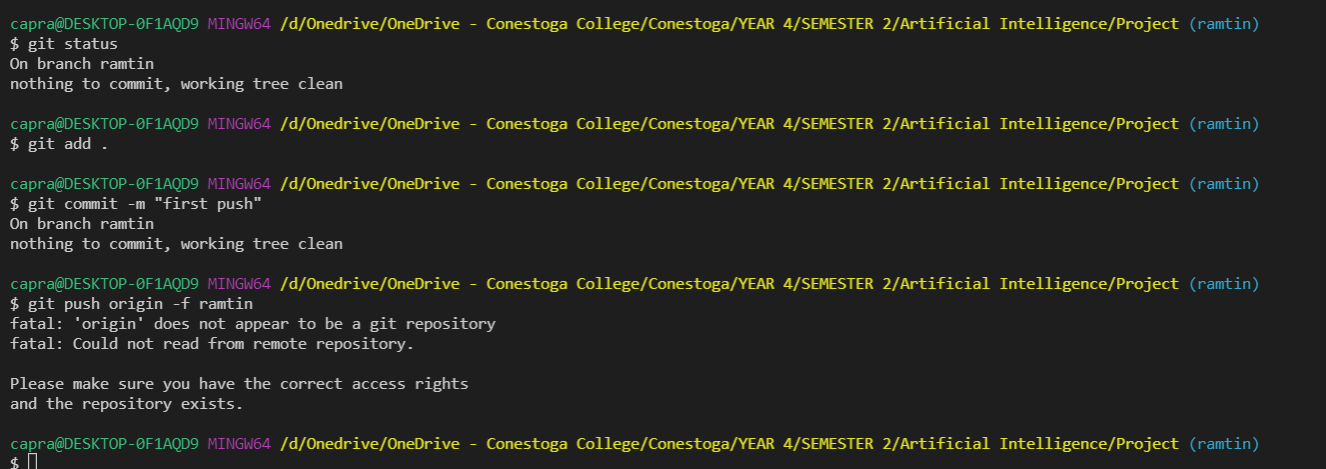 capra@DESKTOP-0F1AQD9 MINGW64 /d/Onedrive/OneDrive - Conestoga College/Conestoga/YEAR 4/SEMESTER 2/Artificial Intelligence/Project (ramtin)
$ git status
On branch ramtin
nothing to commit, working tree clean

capra@DESKTOP-0F1AQD9 MINGW64 /d/Onedrive/OneDrive - Conestoga College/Conestoga/YEAR 4/SEMESTER 2/Artificial Intelligence/Project (ramtin)
$ git add .

capra@DESKTOP-0F1AQD9 MINGW64 /d/Onedrive/OneDrive - Conestoga College/Conestoga/YEAR 4/SEMESTER 2/Artificial Intelligence/Project (ramtin)
$ git commit -m "first push"
On branch ramtin
nothing to commit, working tree clean

capra@DESKTOP-0F1AQD9 MINGW64 /d/Onedrive/OneDrive - Conestoga College/Conestoga/YEAR 4/SEMESTER 2/Artificial Intelligence/Project (ramtin)
$ git push origin -f ramtin
fatal: 'origin' does not appear to be a git repository
fatal: Could not read from remote repository.

Please make sure you have the correct access rights
and the repository exists.

capra@DESKTOP-0F1AQD9 MINGW64 /d/Onedrive/OneDrive - Conestoga College/Conestoga/YEAR 4/SEMESTER 2/Artificial Intelligence/Project (ramtin)
$